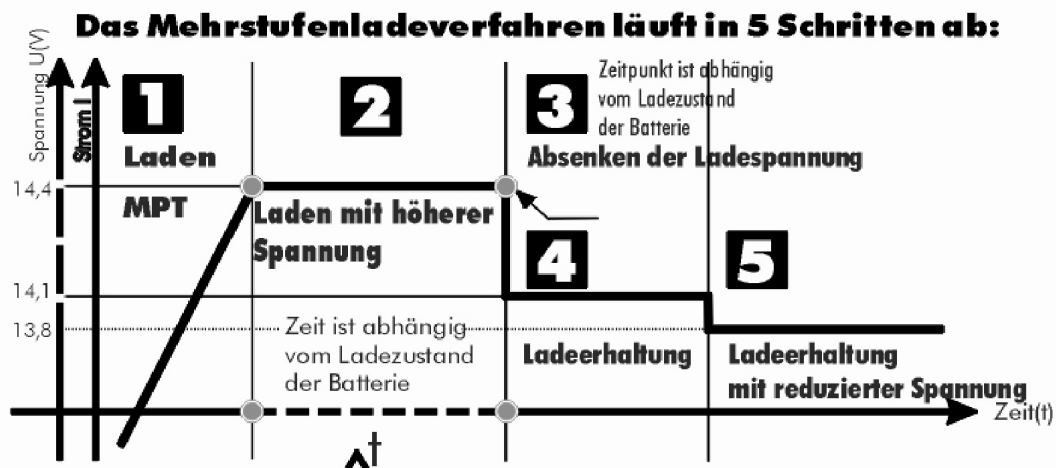 Das Mehrstufenladeverfahren läuft in 5 Schritten ab:
Spannung U(V)
Strom I
1
Laden
MPT
2
Laden mit höherer
Spannung
3
Zeitpunkt ist abhängig
vom Ladezustand
der Batterie
Absenken der Ladespannung
14,4
14,1
13,8
4
5
Zeit ist abhängig
vom Ladezustand
der Batterie
Ladeerhaltung
Ladeerhaltung
mit reduzierter Spannung
Zeit(t)
t